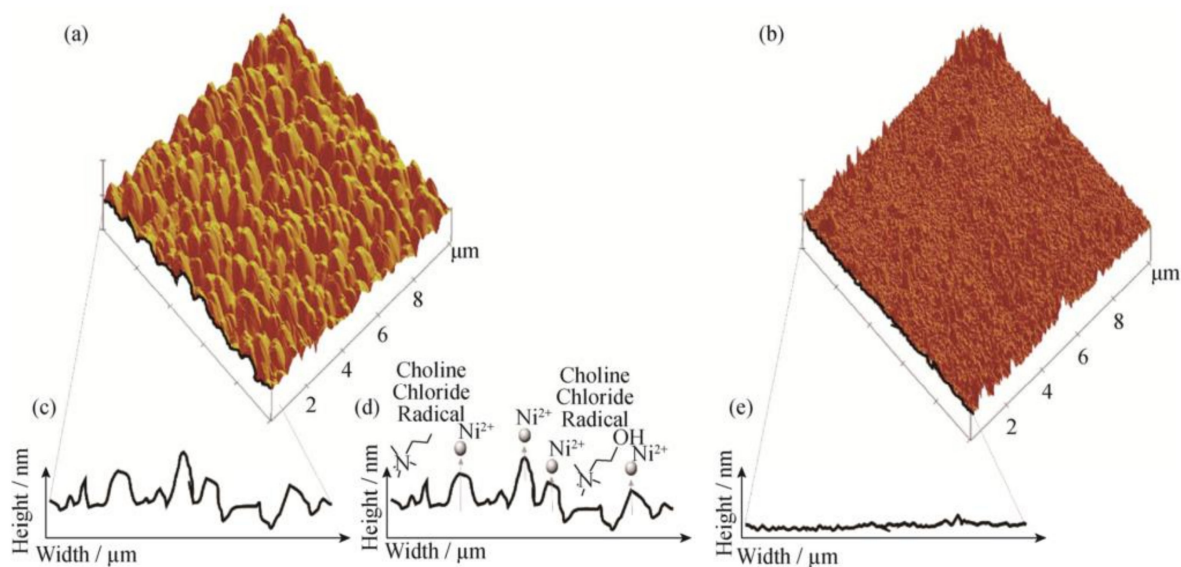 (a)
(b)
μm
8
6
4
2
μm
8
6
4
2
(c)
Height / nm
Width / μm
(d)
Choline
Chloride
Radical
Ni²⁺
Ni²⁺
Ni²⁺
Choline
Chloride
Radical
OH
Ni²⁺
N
N
Height / nm
Width / μm
(e)
Height / nm
Width / μm